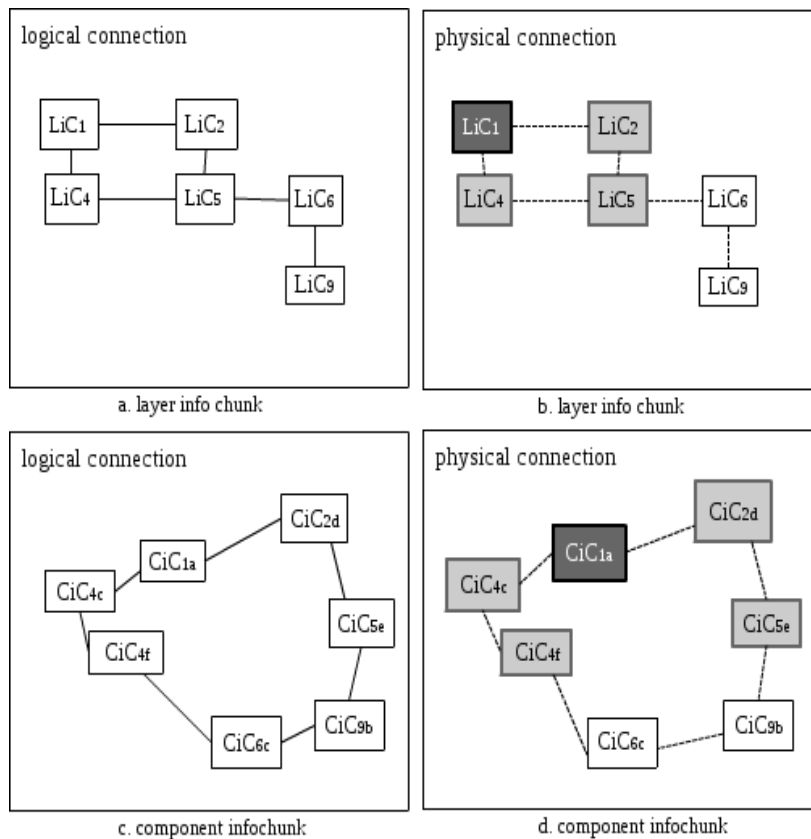 logical connection
LiC1 LiC2
LiC4 LiC5 LiC6
LiC9
a. layer info chunk
physical connection
LiC1 LiC2
LiC4 LiC5 LiC6
LiC9
b. layer info chunk
logical connection
CiC2d
CiC1a
CiC4c
CiC5e
CiC4f
CiC9b
CiC6c
c. component infochunk
physical connection
CiC2d
CiC1a
CiC4c
CiC5e
CiC4f
CiC9b
CiC6c
d. component infochunk